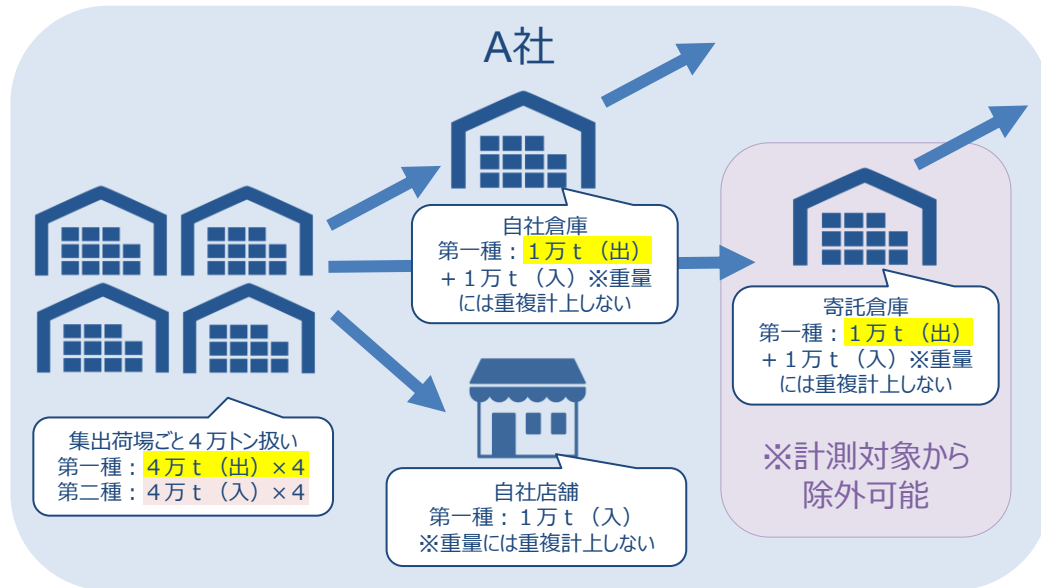 A社
自社倉庫
第一種：１万ｔ（出）
＋１万ｔ（入）※重量
には重複計上しない
寄託倉庫
第一種：１万ｔ（出）
＋１万ｔ（入）※重量
には重複計上しない
※計測対象から
除外可能
集出荷場ごと４万トン扱い
第一種：４万ｔ（出）×４
第二種：４万ｔ（入）×４
自社店舗
第一種：１万ｔ（入）
※重量には重複計上しない